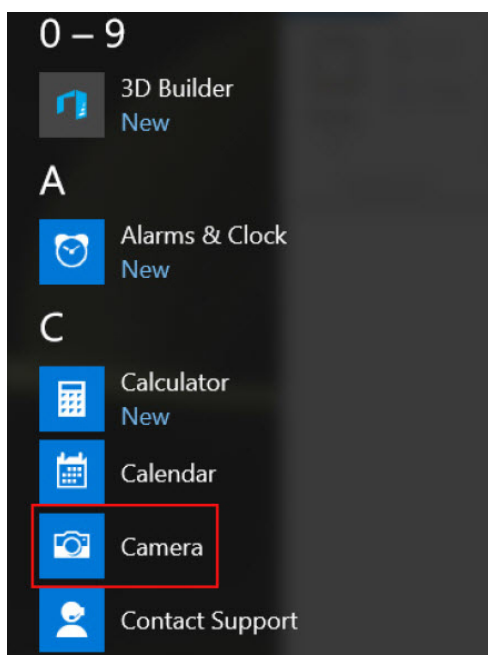 0 – 9
3D Builder
New
A
Alarms & Clock
New
C
Calculator
New
Calendar
Camera
Contact Support